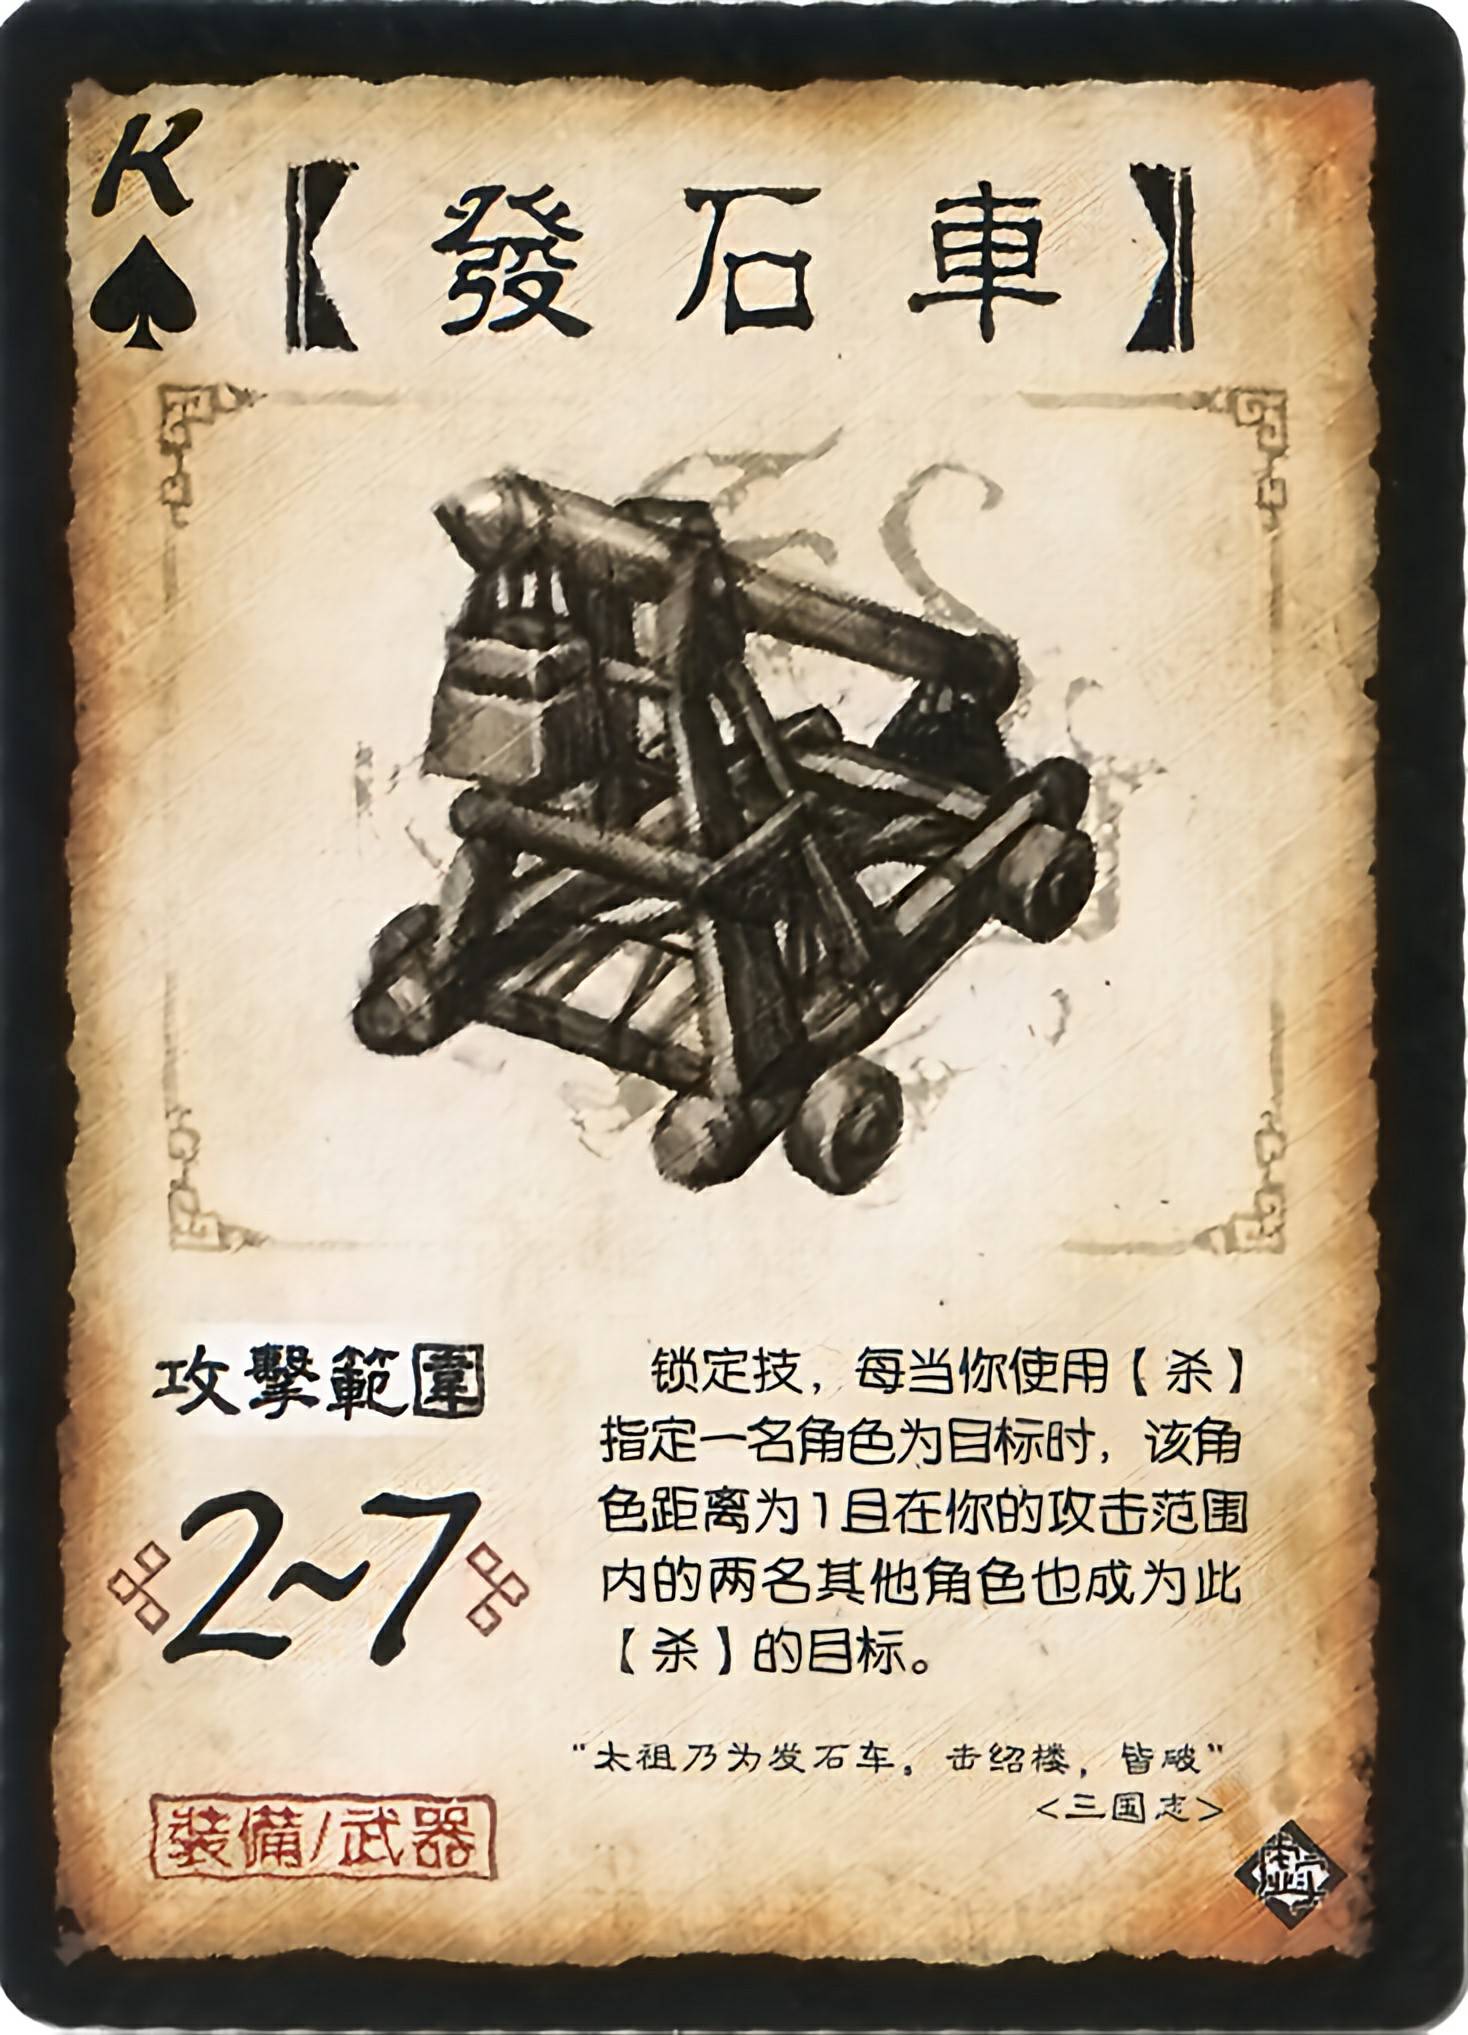 K
【發石車】
攻擊範圍
2~7
锁定技，每当你使用【杀】
指定一名角色为目标时，该角
色距离为1且在你的攻击范围
内的两名其他角色也成为此
【杀】的目标。
“太祖乃为发石车，击绍楼，皆破”
<三国志>
裝備/武器